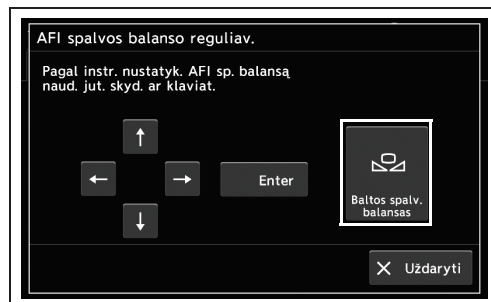 AFI spalvos balanso reguliav.
Pagal instr. nustatyk. AFI sp. balansą
naud. jut. skyd. ar klaviat.
↑
← → Enter
↓
Baltos spalv.
balansas
× Uždaryti